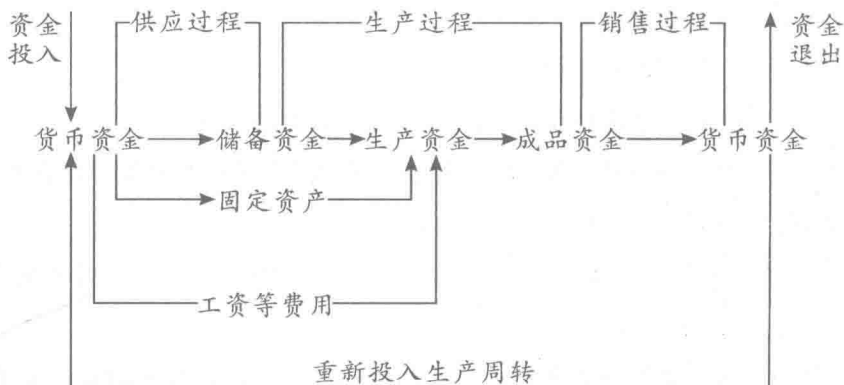 资金
投入
供应过程
生产过程
销售过程
资金
退出
货币资金
储备资金
生产资金
成品资金
货币资金
固定资产
工资等费用
重新投入生产周转